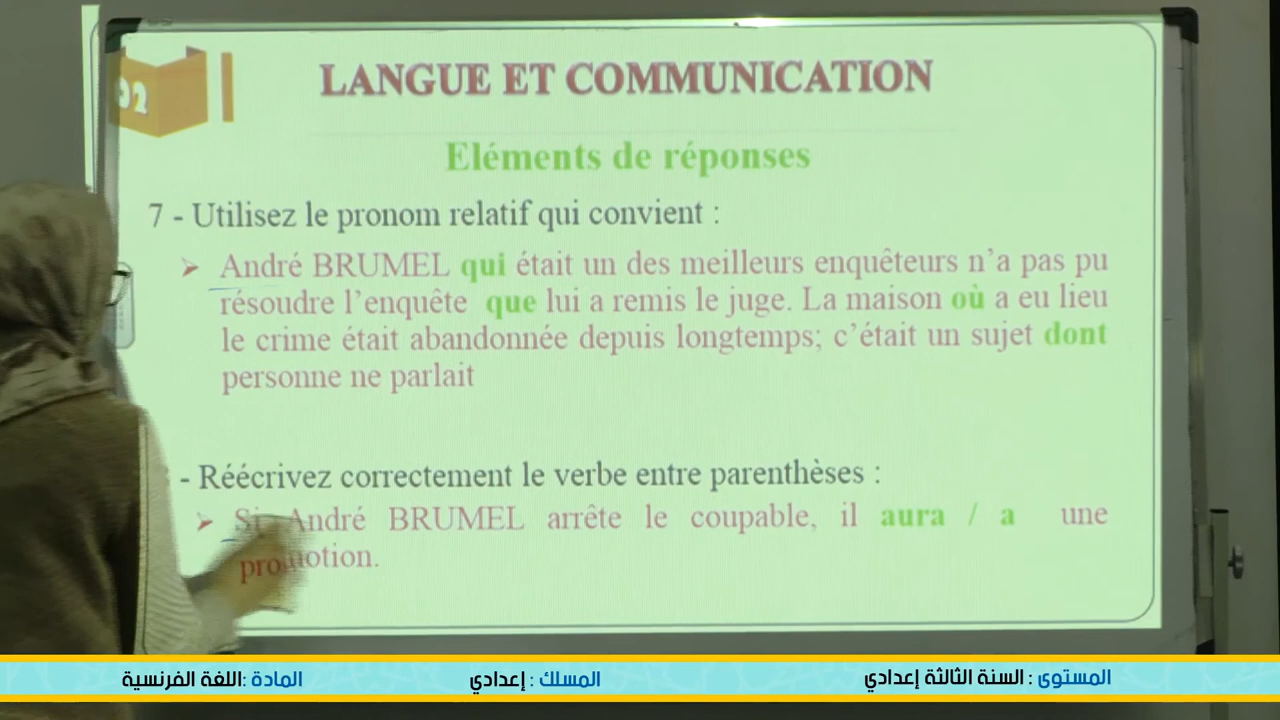 02
LANGUE ET COMMUNICATION
Eléments de réponses
7 - Utilisez le pronom relatif qui convient :
➤ André BRUMEL qui était un des meilleurs enquêteurs n’a pas pu
résoudre l’enquête que lui a remis le juge. La maison où a eu lieu
le crime était abandonnée depuis longtemps; c’était un sujet dont
personne ne parlait
- Réécrivez correctement le verbe entre parenthèses :
➤ Si André BRUMEL arrête le coupable, il aura / a une
promotion.
المستوى : السنة الثالثة إعدادي
المسلك : إعدادي
المادة :اللغة الفرنسية